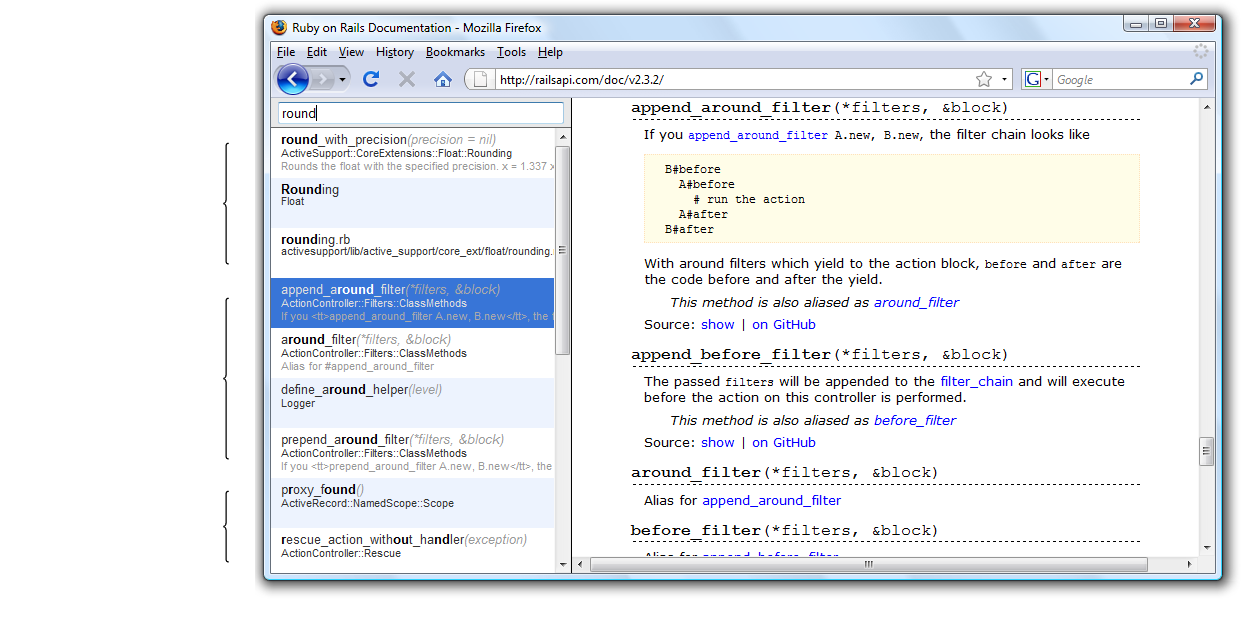 Ruby on Rails Documentation - Mozilla Firefox
File Edit View History Bookmarks Tools Help
http://railsapi.com/doc/v2.3.2/
G Google
round
round_with_precision(precision = nil)
ActiveSupport::CoreExtensions::Float::Rounding
Rounds the float with the specified precision. x = 1.337 x
Rounding
Float
rounding.rb
activesupport/lib/active_support/core_ext/float/rounding.
append_around_filter(*filters, &block)
ActionController::Filters::ClassMethods
If you <tt>append_around_filter A.new, B.new</tt>, the f
around_filter(*filters, &block)
ActionController::Filters::ClassMethods
Alias for #append_around_filter
define_around_helper(level)
Logger
prepend_around_filter(*filters, &block)
ActionController::Filters::ClassMethods
If you <tt>prepend_around_filter A.new, B.new</tt>, the
proxy_found()
ActiveRecord::NamedScope::Scope
rescue_action_without_handler(exception)
ActionController::Rescue
append_around_filter(*filters, &block)
If you append_around_filter A.new, B.new, the filter chain looks like
B#before
A#before
# run the action
A#after
B#after
With around filters which yield to the action block, before and after are
the code before and after the yield.
This method is also aliased as around_filter
Source: show | on GitHub
append_before_filter(*filters, &block)
The passed filters will be appended to the filter_chain and will execute
before the action on this controller is performed.
This method is also aliased as before_filter
Source: show | on GitHub
around_filter(*filters, &block)
Alias for append_around_filter
before_filter(*filters, &block)
Alias for append_before_filter